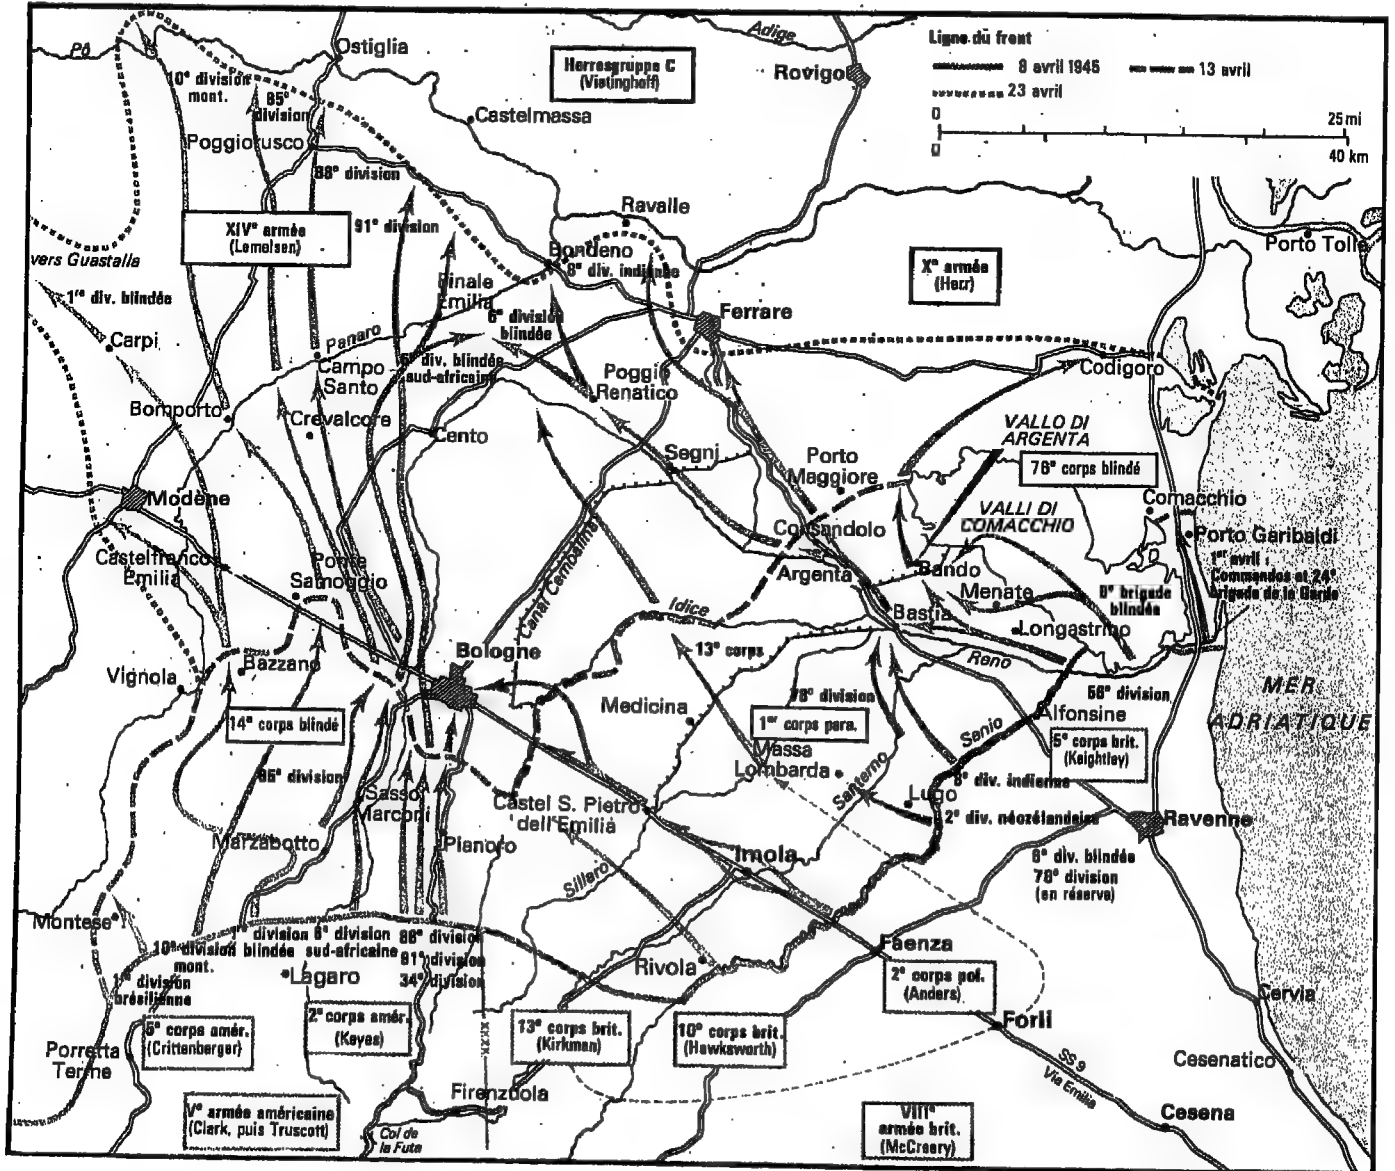 Pô
Ostiglia
Herresgruppe C
(Vietinghoff)
Adige
Rovigo
Ligne du front
8 avril 1945
13 avril
23 avril
0
25 mi
0
40 km
10e division
mont.
85e
division
Castelmassa
Poggiorusco
88e division
XIVe armée
(Lemelsen)
91e division
Ravalle
Bondeno
8e div. indienne
Xe armée
(Herr)
Porto Tolle
vers Guastalla
1re div. blindée
Finale
Emilia
6e division
blindée
Ferrare
Carpi
Panaro
Campo
Santo
6e div. blindée
sud-africaine
Poggio
Renatico
Codigoro
Bomporto
Crevalcore
Cento
Segni
Porto
Maggiore
VALLO DI
ARGENTA
76e corps blindé
Modène
VALLI DI
COMACCHIO
Comacchio
Porto Garibaldi
Consandolo
Castelfranco
Emilia
Ponte
Samoggio
Canal Cembalina
Argenta
Bando
1er avril :
Commandos et 24e
brigade de la Garde
Menate
8e brigade
blindée
Idice
Bastia
Longastrino
13e corps
Reno
Bologne
Bazzano
Vignola
Medicina
78e division
56e division
14e corps blindé
1er corps para.
Alfonsine
Senio
5e corps brit.
(Keightley)
Massa
Lombarda
Santerno
8e div. indienne
85e division
Sasso
Marconi
Castel S. Pietro
dell'Emilia
Lugo
2e div. néozélandaise
Ravenne
Marzabotto
Pianoro
Imola
Sillaro
6e div. blindée
78e division
(en réserve)
Montese
10e division
mont.
division
blindée
6e division
sud-africaine
88e division
91e division
34e division
Faenza
Rivola
1re division
brésilienne
Lagaro
2e corps pol.
(Anders)
Cervia
5e corps amér.
(Crittenberger)
2e corps amér.
(Keyes)
13e corps brit.
(Kirkman)
10e corps brit.
(Hawksworth)
Forli
Porretta
Terme
SS 9
Via Emilia
Cesenatico
Firenzuola
Ve armée américaine
(Clark, puis Truscott)
Col de
la Futa
VIIIe
armée brit.
(McCreery)
Cesena
MER
ADRIATIQUE